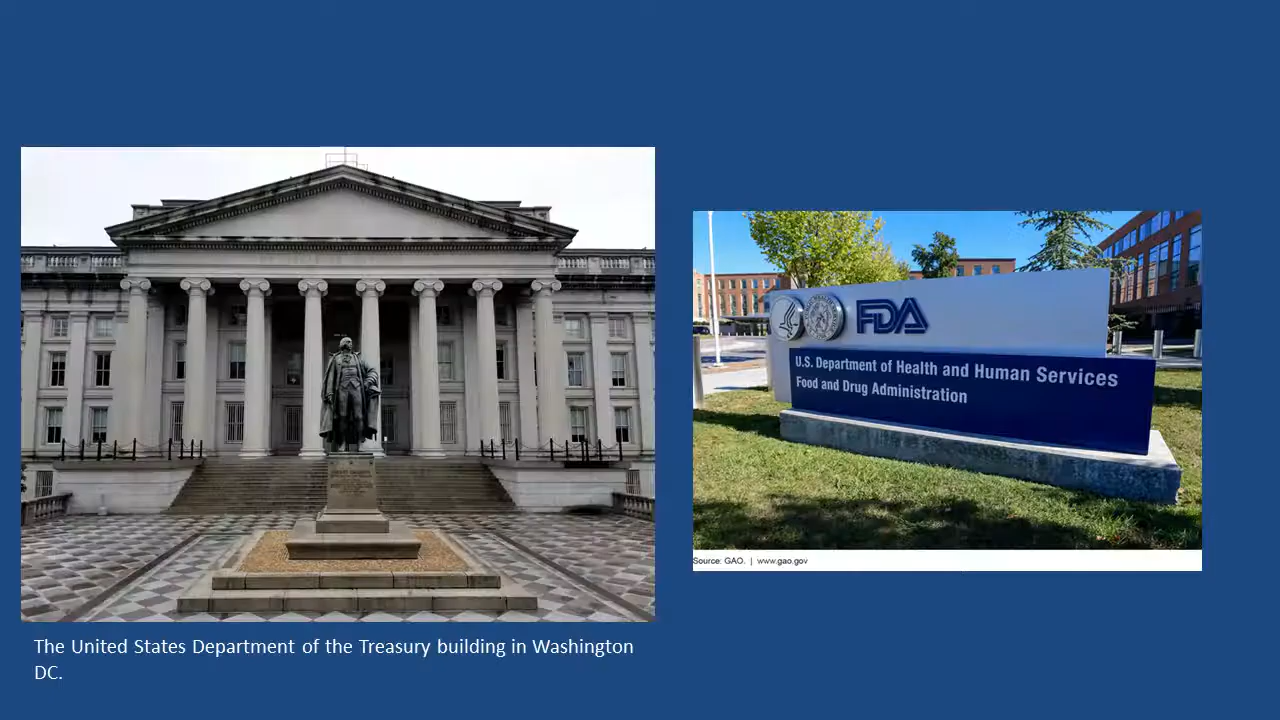 The United States Department of the Treasury building in Washington
DC.
FDA
U.S. Department of Health and Human Services
Food and Drug Administration
Source: GAO. | www.gao.gov